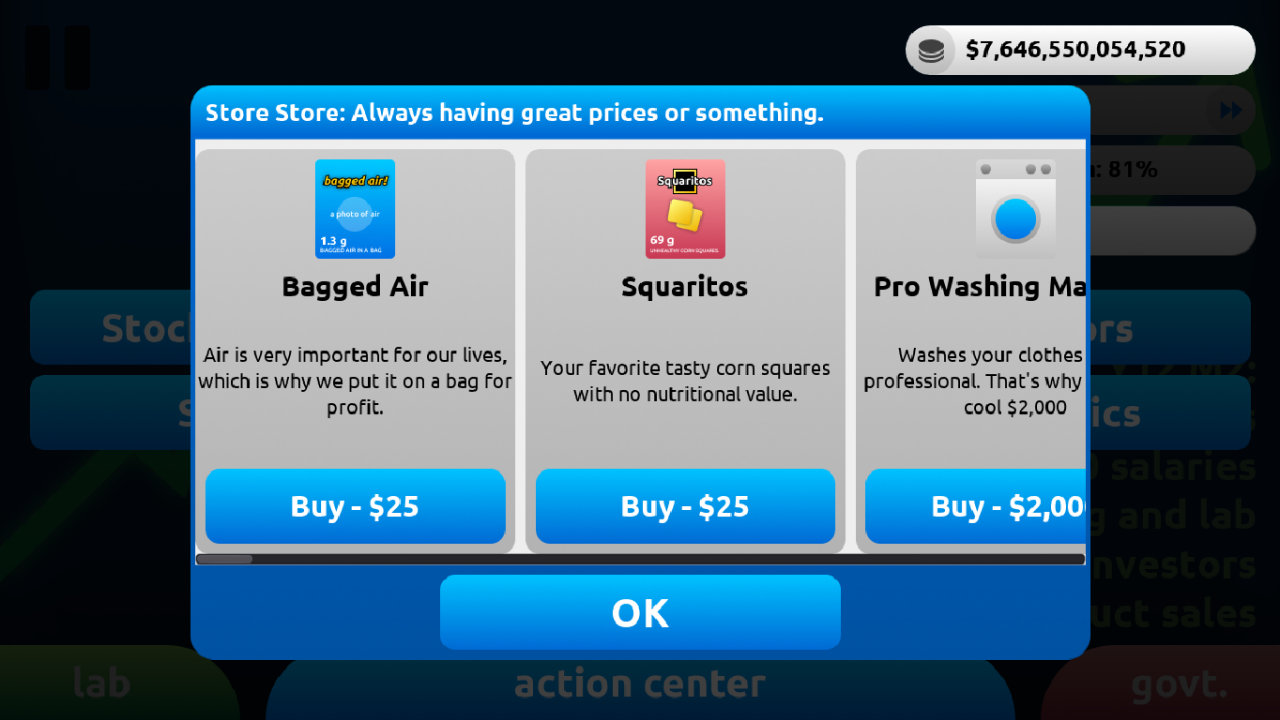 $7,646,550,054,520
Store Store: Always having great prices or something.
: 81%
bagged air!
a photo of air
1.3 g
BAGGED AIR IN A BAG
Bagged Air
Air is very important for our lives,
which is why we put it on a bag for
profit.
Buy - $25
Squaritos
69 g
UNHEALTHY CORN SQUARES
Squaritos
Your favorite tasty corn squares
with no nutritional value.
Buy - $25
Pro Washing Ma
Washes your clothes
professional. That's why
cool $2,000
Buy - $2,00
Stoc
S
rs
ics
salaries
g and lab
nvestors
uct sales
OK
lab
action center
govt.